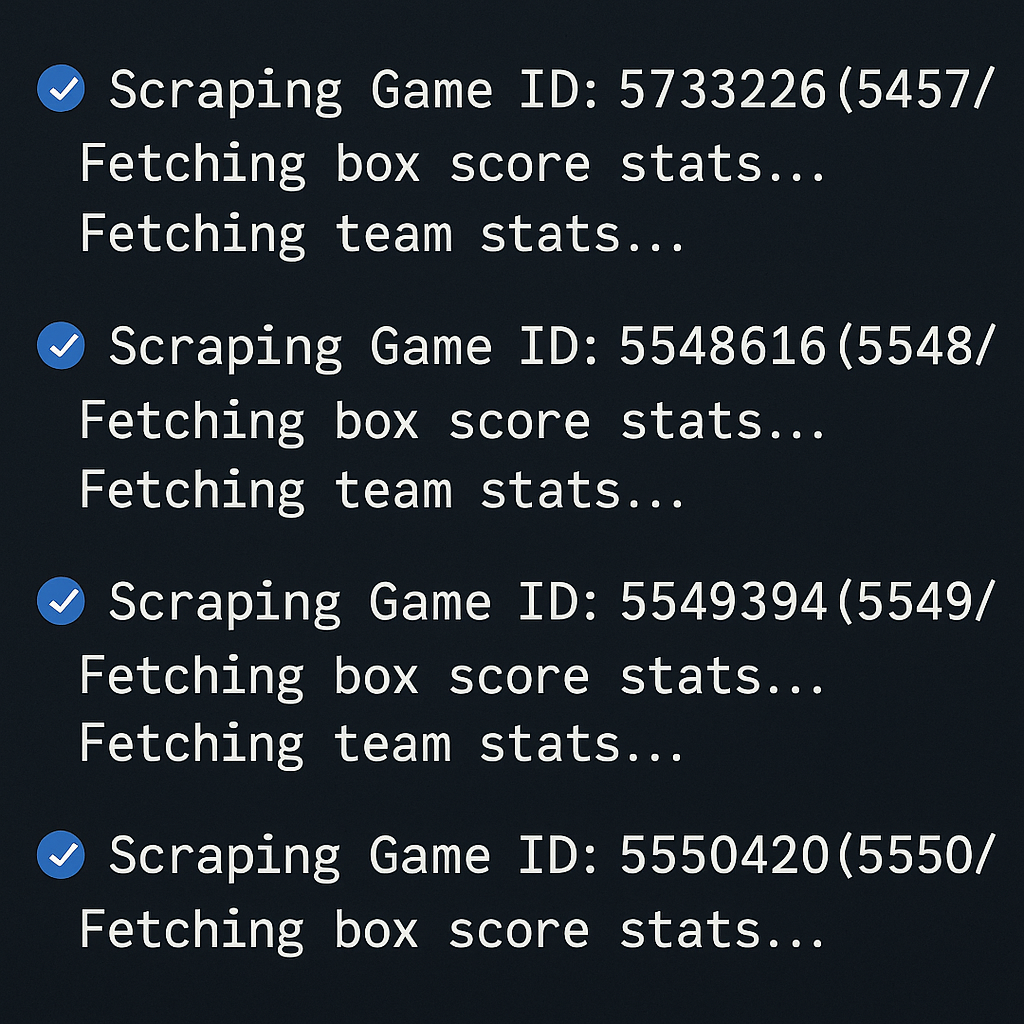 Scraping Game ID: 5733226(5457/
Fetching box score stats...
Fetching team stats...
Scraping Game ID: 5548616(5548/
Fetching box score stats...
Fetching team stats...
Scraping Game ID: 5549394(5549/
Fetching box score stats...
Fetching team stats...
Scraping Game ID: 5550420(5550/
Fetching box score stats...